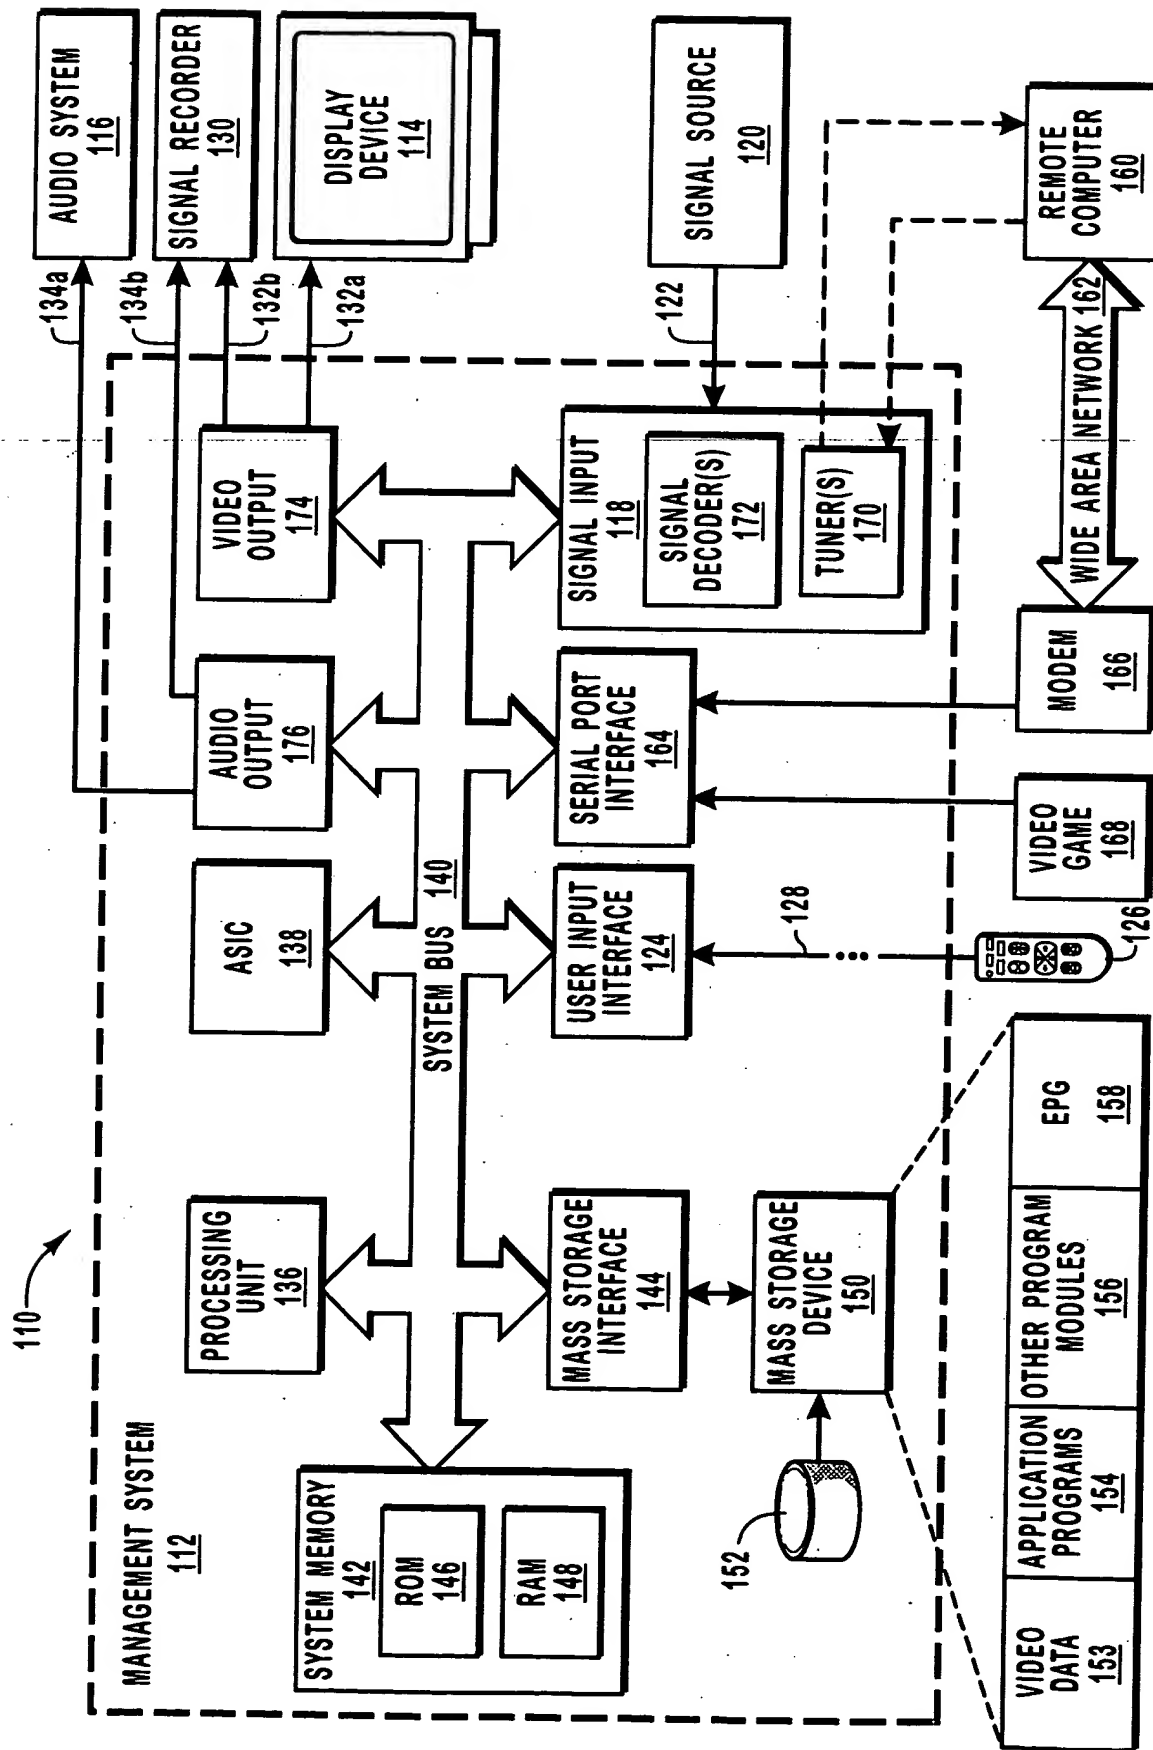 110
MANAGEMENT SYSTEM
112
SYSTEM MEMORY
142
ROM
146
RAM
148
PROCESSING
UNIT
136
ASIC
138
AUDIO
OUTPUT
176
VIDEO
OUTPUT
174
134a
134b
132b
132a
AUDIO SYSTEM
116
SIGNAL RECORDER
130
DISPLAY
DEVICE
114
SYSTEM BUS 140
MASS STORAGE
INTERFACE
144
USER INPUT
INTERFACE
124
SERIAL PORT
INTERFACE
164
SIGNAL INPUT
118
SIGNAL
DECODER(S)
172
TUNER(S)
170
122
SIGNAL SOURCE
120
152
MASS STORAGE
DEVICE
150
128
126
VIDEO
DATA
153
APPLICATION
PROGRAMS
154
OTHER PROGRAM
MODULES
156
EPG
158
VIDEO
GAME
168
MODEM
166
WIDE AREA NETWORK 162
REMOTE
COMPUTER
160